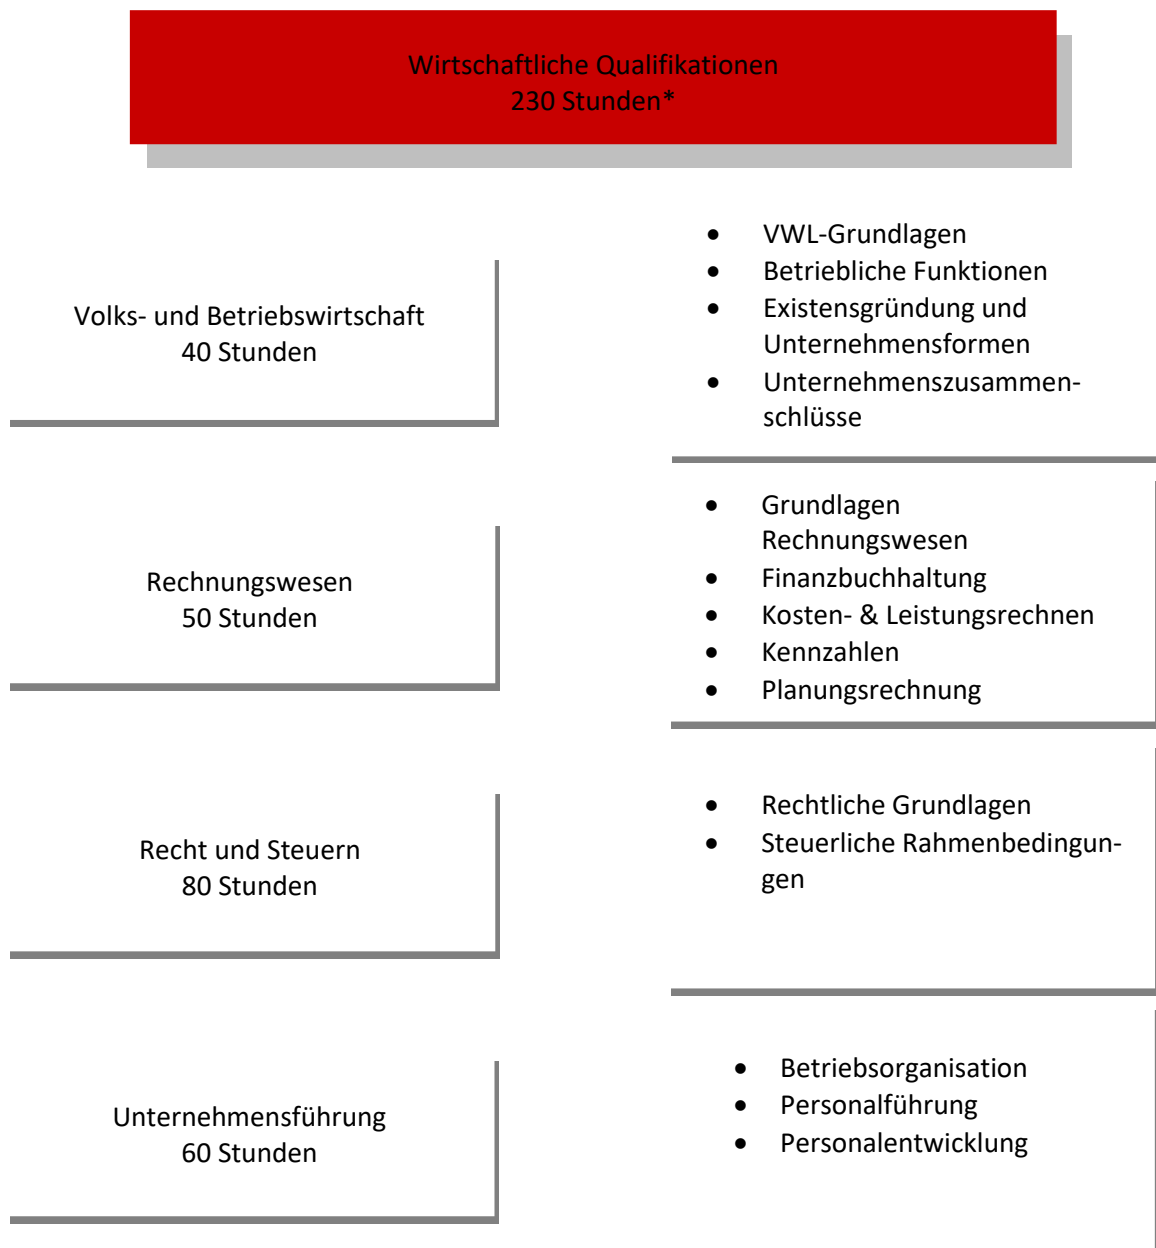 Wirtschaftliche Qualifikationen
230 Stunden*
Volks- und Betriebswirtschaft
40 Stunden
• VWL-Grundlagen
• Betriebliche Funktionen
• Existensgründung und
Unternehmensformen
• Unternehmenszusammen-
schlüsse
Rechnungswesen
50 Stunden
• Grundlagen
Rechnungswesen
• Finanzbuchhaltung
• Kosten- & Leistungsrechnen
• Kennzahlen
• Planungsrechnung
Recht und Steuern
80 Stunden
• Rechtliche Grundlagen
• Steuerliche Rahmenbedingun-
gen
Unternehmensführung
60 Stunden
• Betriebsorganisation
• Personalführung
• Personalentwicklung